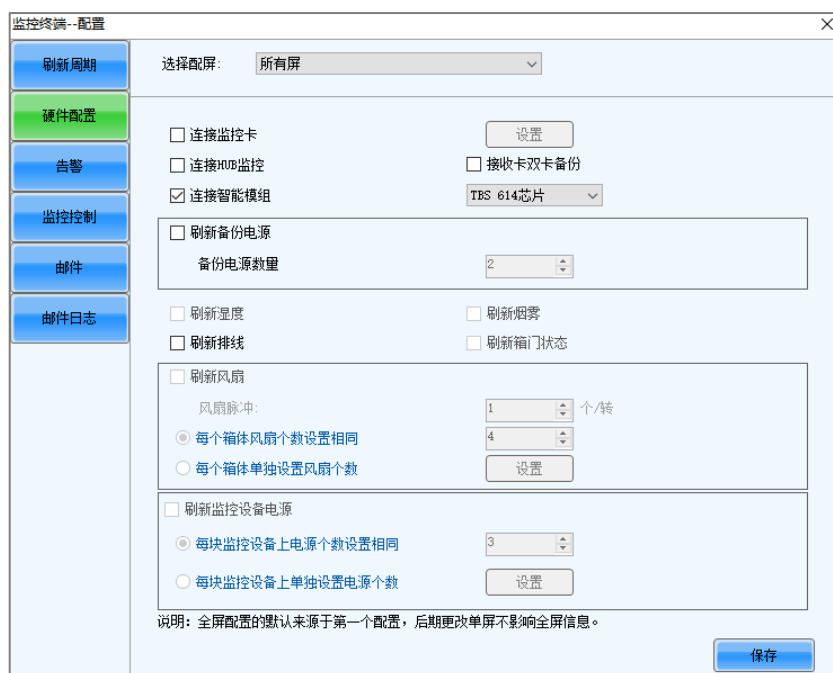 监控终端--配置
刷新周期
硬件配置
告警
监控控制
邮件
邮件日志
选择配屏: 所有屏
连接监控卡 设置
连接HUB监控 接收卡双卡备份
连接智能模组 TBS 614芯片
刷新备份电源
备份电源数量 2
刷新湿度 刷新烟雾
刷新排线 刷新箱门状态
刷新风扇
风扇脉冲: 1 个/转
每个箱体风扇个数设置相同 4
每个箱体单独设置风扇个数 设置
刷新监控设备电源
每块监控设备上电源个数设置相同 3
每块监控设备上单独设置电源个数 设置
说明: 全屏配置的默认来源于第一个配置，后期更改单屏不影响全屏信息。
保存